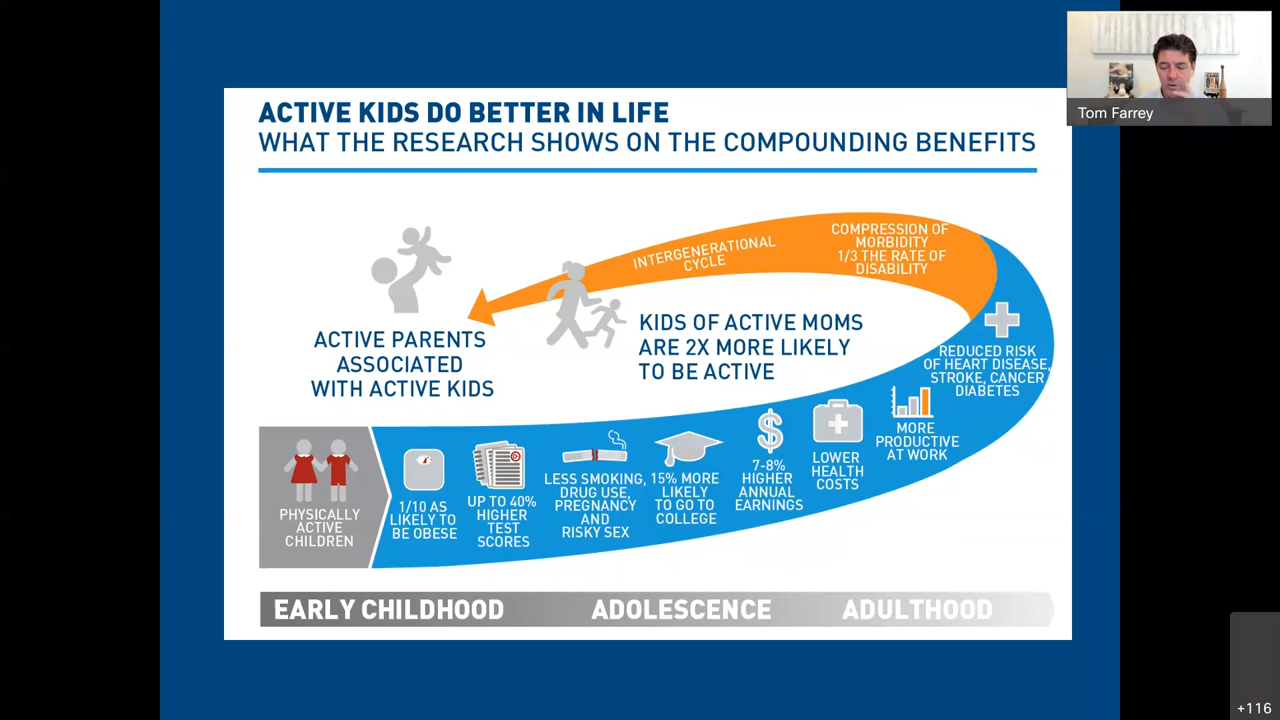 ACTIVE KIDS DO BETTER IN LIFE
WHAT THE RESEARCH SHOWS ON THE COMPOUNDING BENEFITS
Tom Farrey
INTERGENERATIONAL
CYCLE
COMPRESSION OF
MORBIDITY
1/3 THE RATE OF
DISABILITY
ACTIVE PARENTS
ASSOCIATED
WITH ACTIVE KIDS
KIDS OF ACTIVE MOMS
ARE 2X MORE LIKELY
TO BE ACTIVE
REDUCED RISK
OF HEART DISEASE,
STROKE, CANCER
DIABETES
PHYSICALLY
ACTIVE
CHILDREN
1/10 AS
LIKELY TO
BE OBESE
UP TO 40%
HIGHER
TEST
SCORES
LESS SMOKING,
DRUG USE,
PREGNANCY
AND
RISKY SEX
15% MORE
LIKELY
TO GO TO
COLLEGE
$
7-8%
HIGHER
ANNUAL
EARNINGS
LOWER
HEALTH
COSTS
MORE
PRODUCTIVE
AT WORK
EARLY CHILDHOOD
ADOLESCENCE
ADULTHOOD
+116